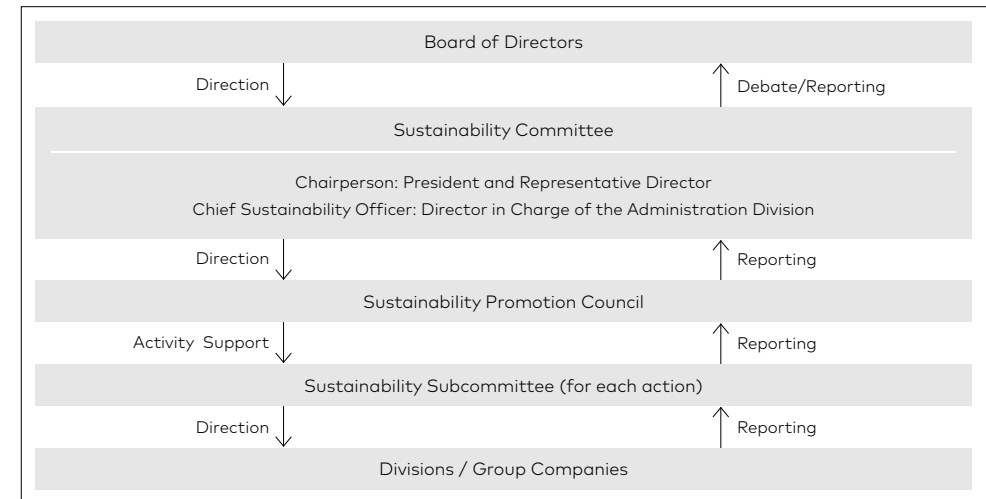 Board of Directors
Direction
Debate/Reporting
Sustainability Committee
Chairperson: President and Representative Director
Chief Sustainability Officer: Director in Charge of the Administration Division
Direction
Reporting
Sustainability Promotion Council
Activity Support
Reporting
Sustainability Subcommittee (for each action)
Direction
Reporting
Divisions / Group Companies